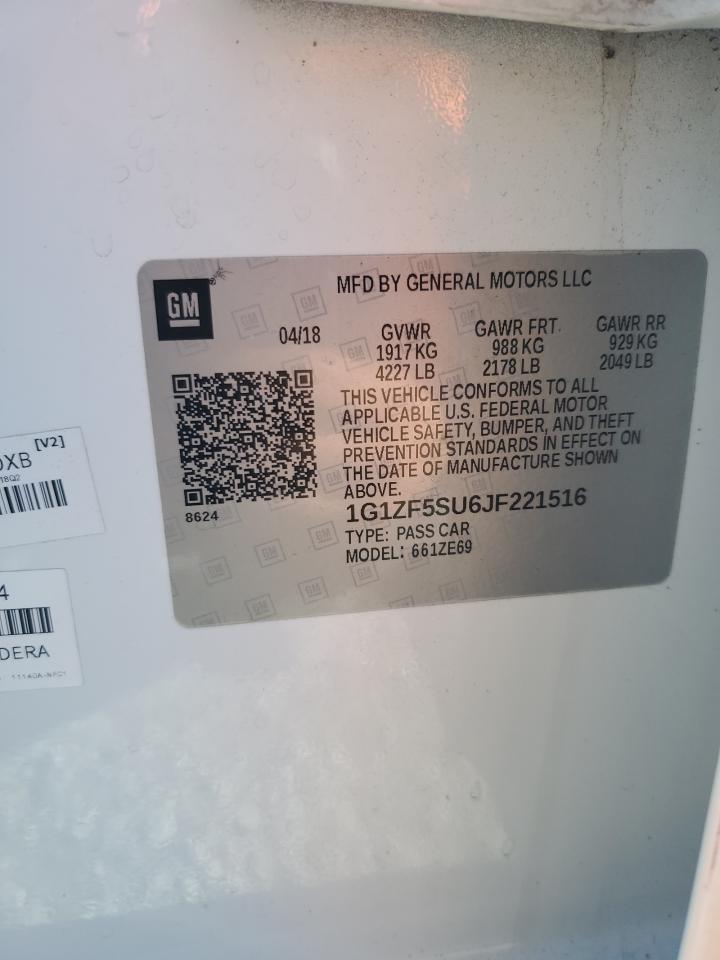 MFD BY GENERAL MOTORS LLC
GM
04/18 GVWR GAWR FRT. GAWR RR
1917 KG 988 KG 929 KG
4227 LB 2178 LB 2049 LB
THIS VEHICLE CONFORMS TO ALL
APPLICABLE U.S. FEDERAL MOTOR
VEHICLE SAFETY, BUMPER, AND THEFT
PREVENTION STANDARDS IN EFFECT ON
THE DATE OF MANUFACTURE SHOWN
ABOVE.
8624
1G1ZF5SU6JF221516
TYPE: PASS CAR
MODEL: 661ZE69
[V2]
0XB
18Q2
4
DERA